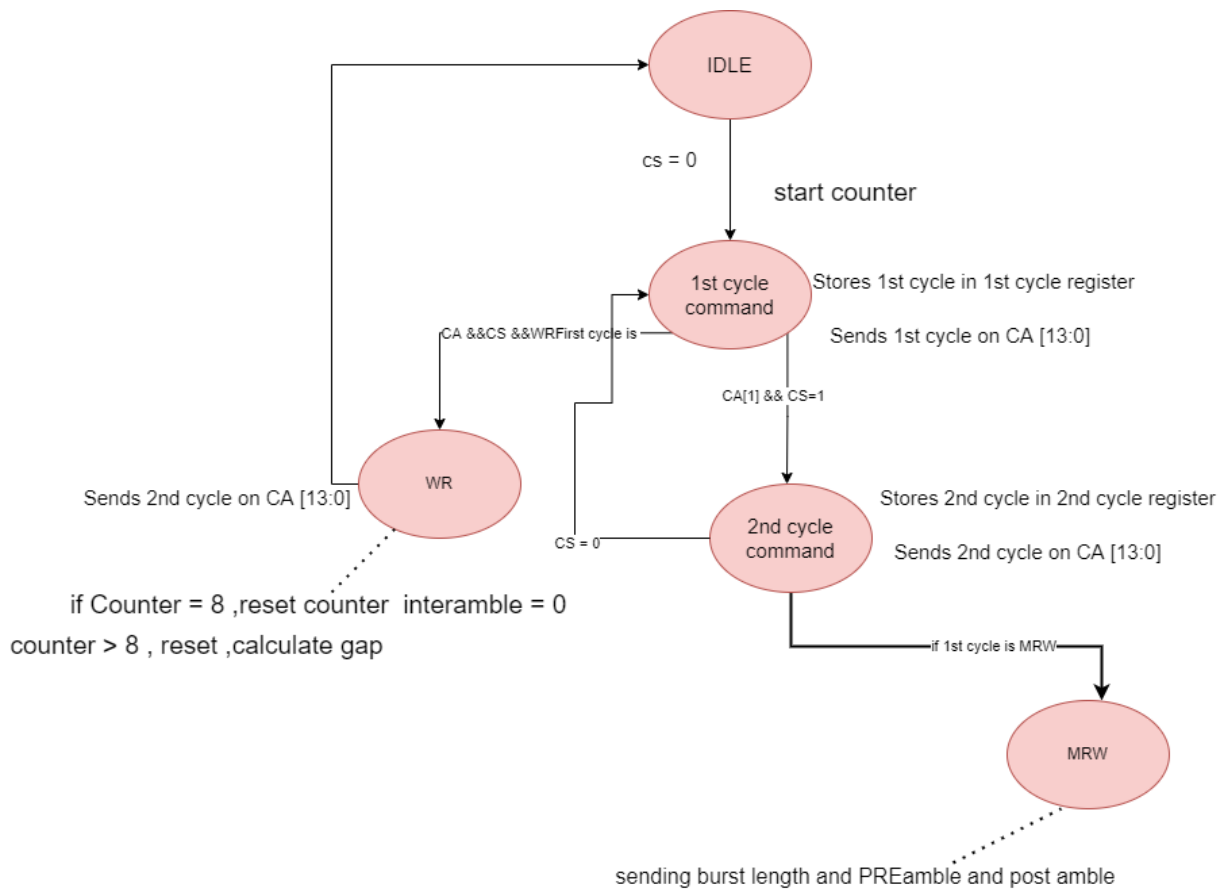 IDLE
cs = 0
start counter
1st cycle
command
Stores 1st cycle in 1st cycle register
Sends 1st cycle on CA [13:0]
CA &&CS &&WRFirst cycle is
CA[1] && CS=1
WR
Sends 2nd cycle on CA [13:0]
2nd cycle
command
Stores 2nd cycle in 2nd cycle register
Sends 2nd cycle on CA [13:0]
CS = 0
if Counter = 8 ,reset counter  interamble = 0
counter > 8 , reset ,calculate gap
if 1st cycle is MRW
MRW
sending burst length and PREamble and post amble